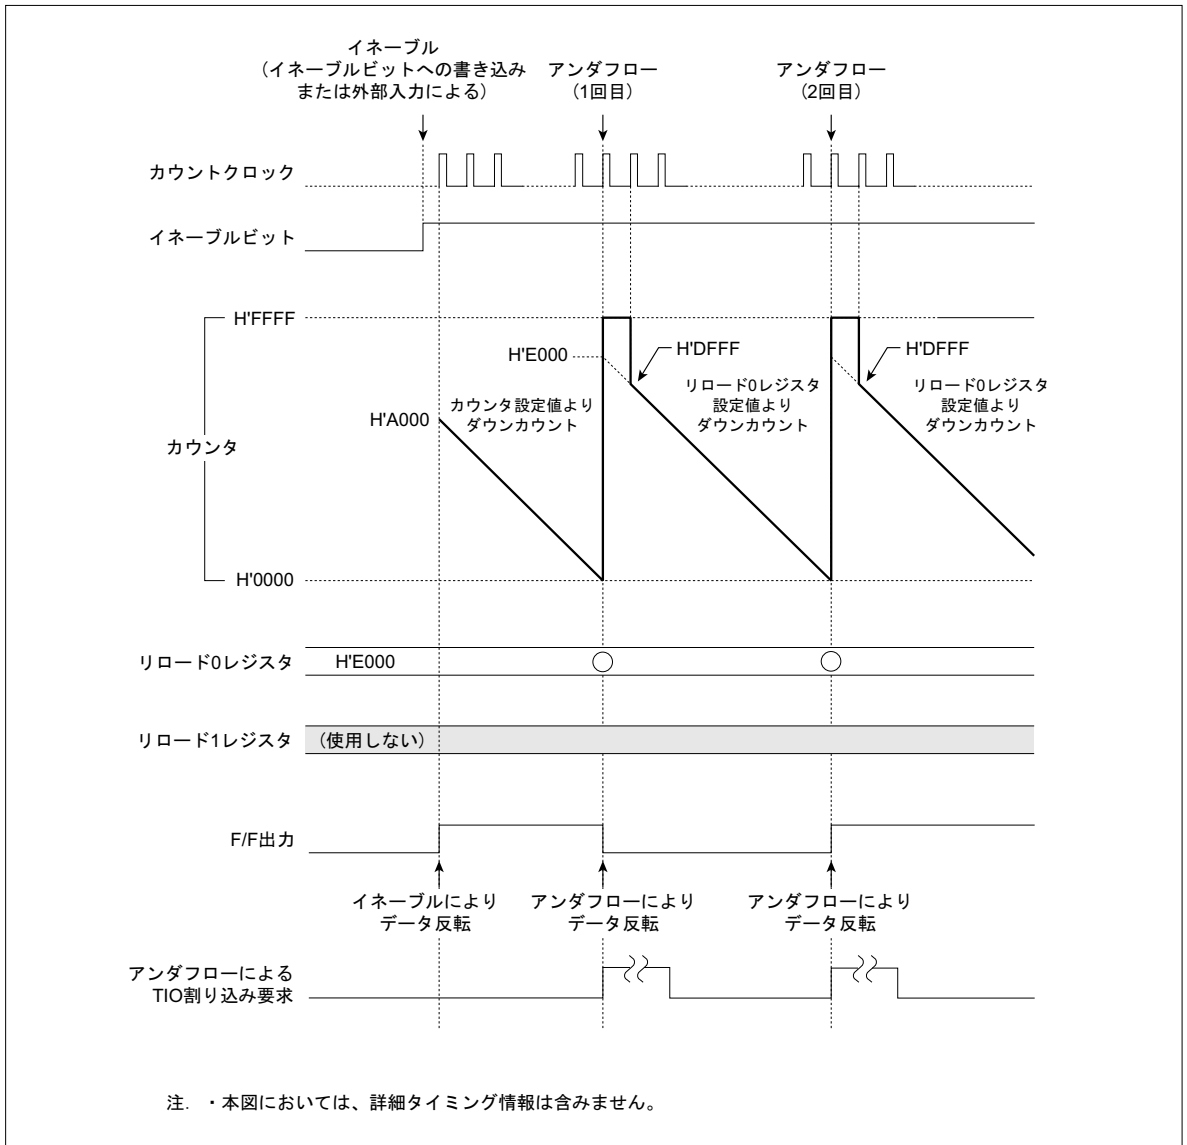 イネーブル
（イネーブルビットへの書き込み
または外部入力による）
アンダフロー
（1回目）
アンダフロー
（2回目）
カウントクロック
イネーブルビット
H'FFFF
H'E000
H'DFFF
H'DFFF
カウンタ設定値より
ダウンカウント
リロード0レジスタ
設定値より
ダウンカウント
リロード0レジスタ
設定値より
ダウンカウント
H'A000
カウンタ
H'0000
リロード0レジスタ
H'E000
リロード1レジスタ
（使用しない）
F/F出力
イネーブルにより
データ反転
アンダフローにより
データ反転
アンダフローにより
データ反転
アンダフローによる
TIO割り込み要求
注. ・本図においては、詳細タイミング情報は含みません。